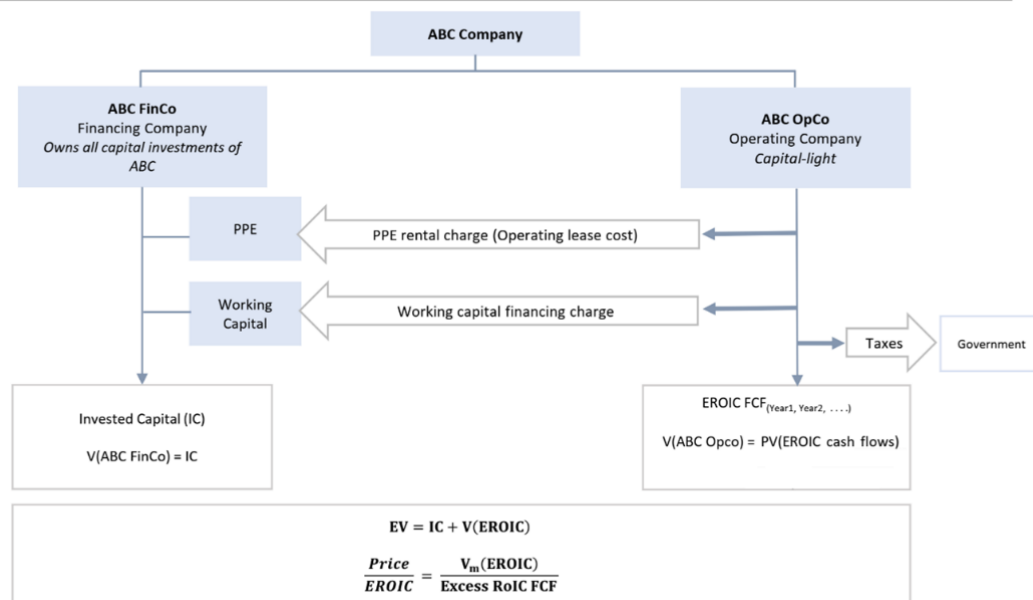 ABC Company
ABC FinCo
Financing Company
Owns all capital investments of
ABC
ABC OpCo
Operating Company
Capital-light
PPE
PPE rental charge (Operating lease cost)
Working
Capital
Working capital financing charge
Taxes
Government
Invested Capital (IC)
V(ABC FinCo) = IC
EROIC FCF(Year1, Year2, ....)
V(ABC Opco) = PV(EROIC cash flows)
EV = IC + V(EROIC)
Price/EROIC = Vm(EROIC)/Excess RoIC FCF